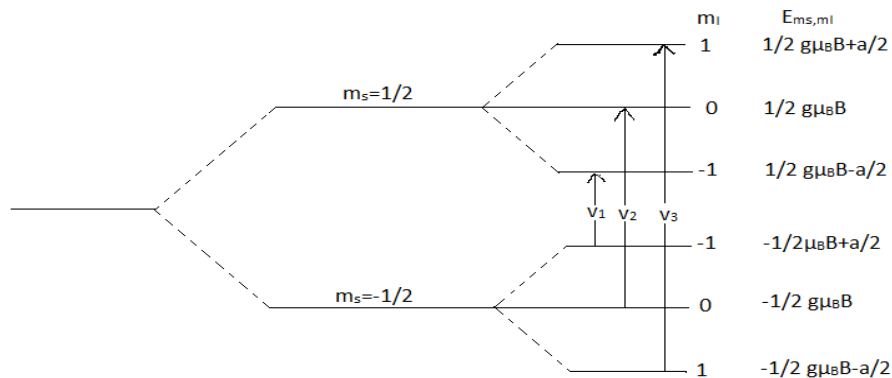 mI Ems,mI
1 1/2 gμBB+a/2
ms=1/2 0 1/2 gμBB
-1 1/2 gμBB-a/2
v1 v2 v3
-1 -1/2μBB+a/2
ms=-1/2 0 -1/2 gμBB
1 -1/2 gμBB-a/2